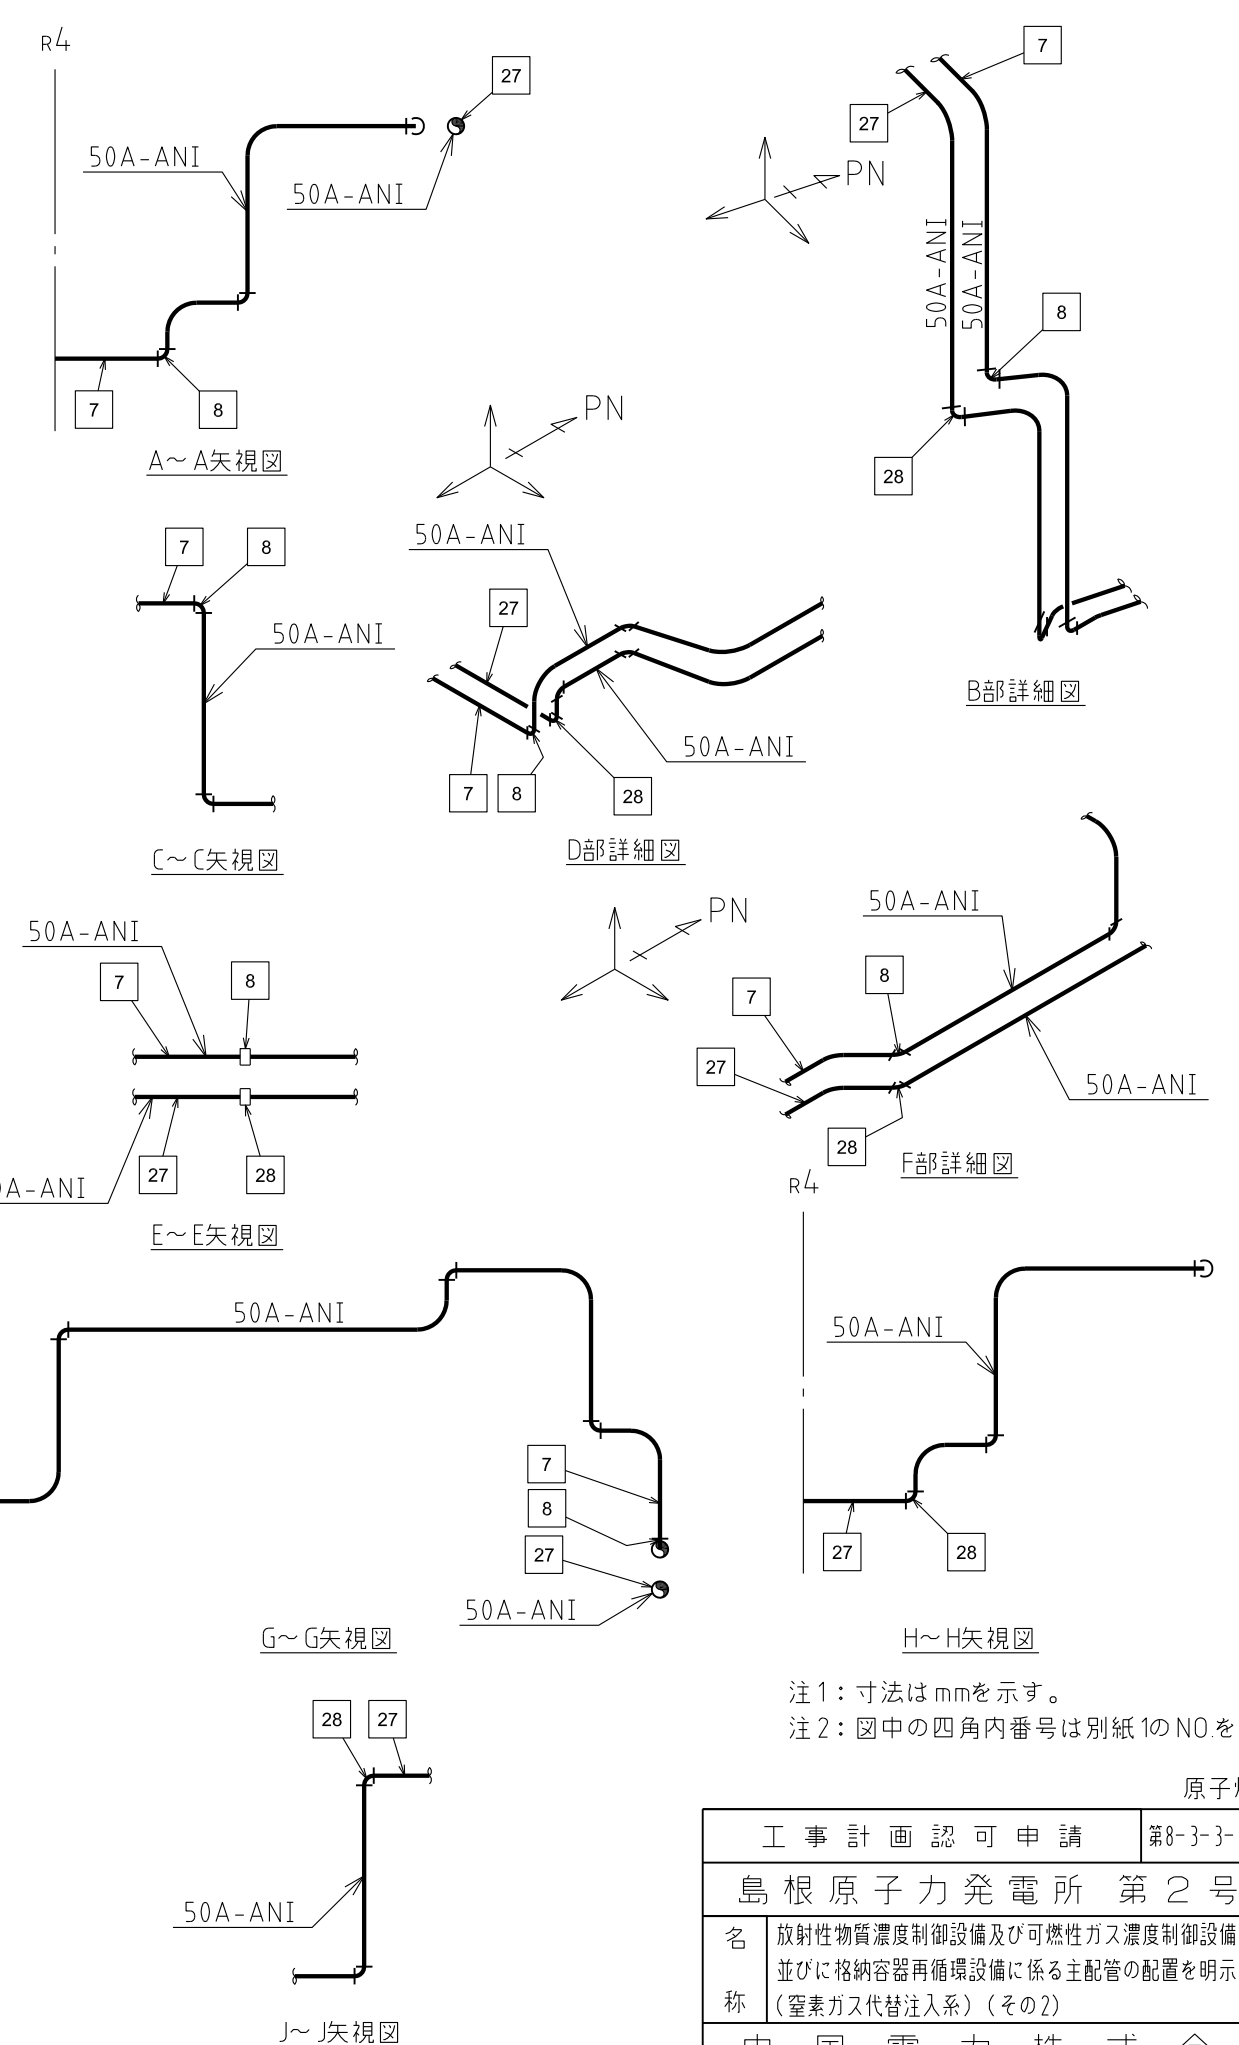 R4
27
50A-ANI
50A-ANI
7
8
A～A矢視図
7
27
PN
50A-ANI
50A-ANI
8
28
B部詳細図
7
8
50A-ANI
C～C矢視図
PN
50A-ANI
27
7
8
28
50A-ANI
D部詳細図
50A-ANI
7
8
27
28
A-ANI
E～E矢視図
PN
50A-ANI
8
7
27
28
50A-ANI
F部詳細図
50A-ANI
7
8
27
50A-ANI
G～G矢視図
R4
50A-ANI
27
28
H～H矢視図
28
27
50A-ANI
J～J矢視図
注1：寸法はmmを示す。
注2：図中の四角内番号は別紙1のNO.を
原子
工事計画認可申請
第8-3-3-
島根原子力発電所 第2号
名称
放射性物質濃度制御設備及び可燃性ガス濃度制御設備
並びに格納容器再循環設備に係る主配管の配置を明示
（窒素ガス代替注入系）（その2）